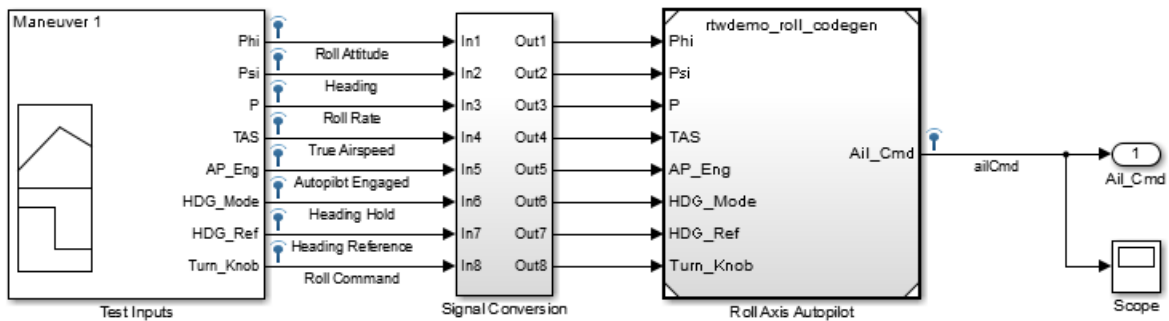 Maneuver 1
Phi
Psi
P
TAS
AP_Eng
HDG_Mode
HDG_Ref
Turn_Knob
Test Inputs
Roll Attitude
Heading
Roll Rate
True Airspeed
Autopilot Engaged
Heading Hold
Heading Reference
Roll Command
In1 Out1
In2 Out2
In3 Out3
In4 Out4
In5 Out5
In6 Out6
In7 Out7
In8 Out8
Signal Conversion
rtwdemo_roll_codegen
Phi
Psi
P
TAS
AP_Eng
HDG_Mode
HDG_Ref
Turn_Knob
Ail_Cmd
Roll Axis Autopilot
ailCmd
1
Ail_Cmd
Scope